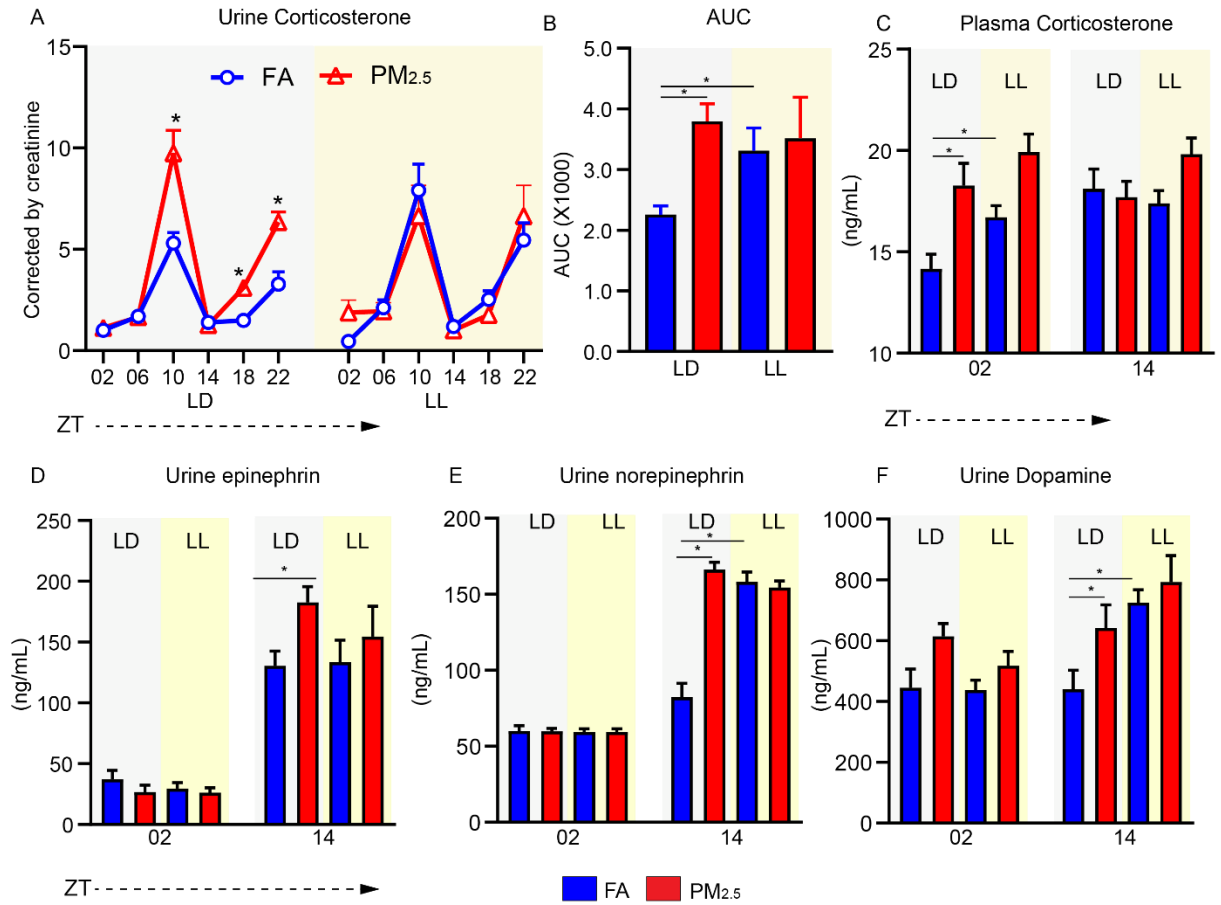 A Urine Corticosterone
Corrected by creatinine
15
10
5
0
FA PM2.5
*
*
*
02 06 10 14 18 22 02 06 10 14 18 22
LD LL
ZT
B AUC
AUC (X1000)
5.0
4.0
3.0
2.0
1.0
0.0
*
*
LD LL
C Plasma Corticosterone
(ng/mL)
25
20
15
10
LD LL LD LL
*
*
02 14
ZT
D Urine epinephrin
(ng/mL)
250
200
150
100
50
0
LD LL LD LL
*
02 14
ZT
E Urine norepinephrin
(ng/mL)
200
150
100
50
0
LD LL LD LL
*
*
02 14
F Urine Dopamine
(ng/mL)
1000
800
600
400
200
0
LD LL LD LL
*
*
02 14
FA PM2.5